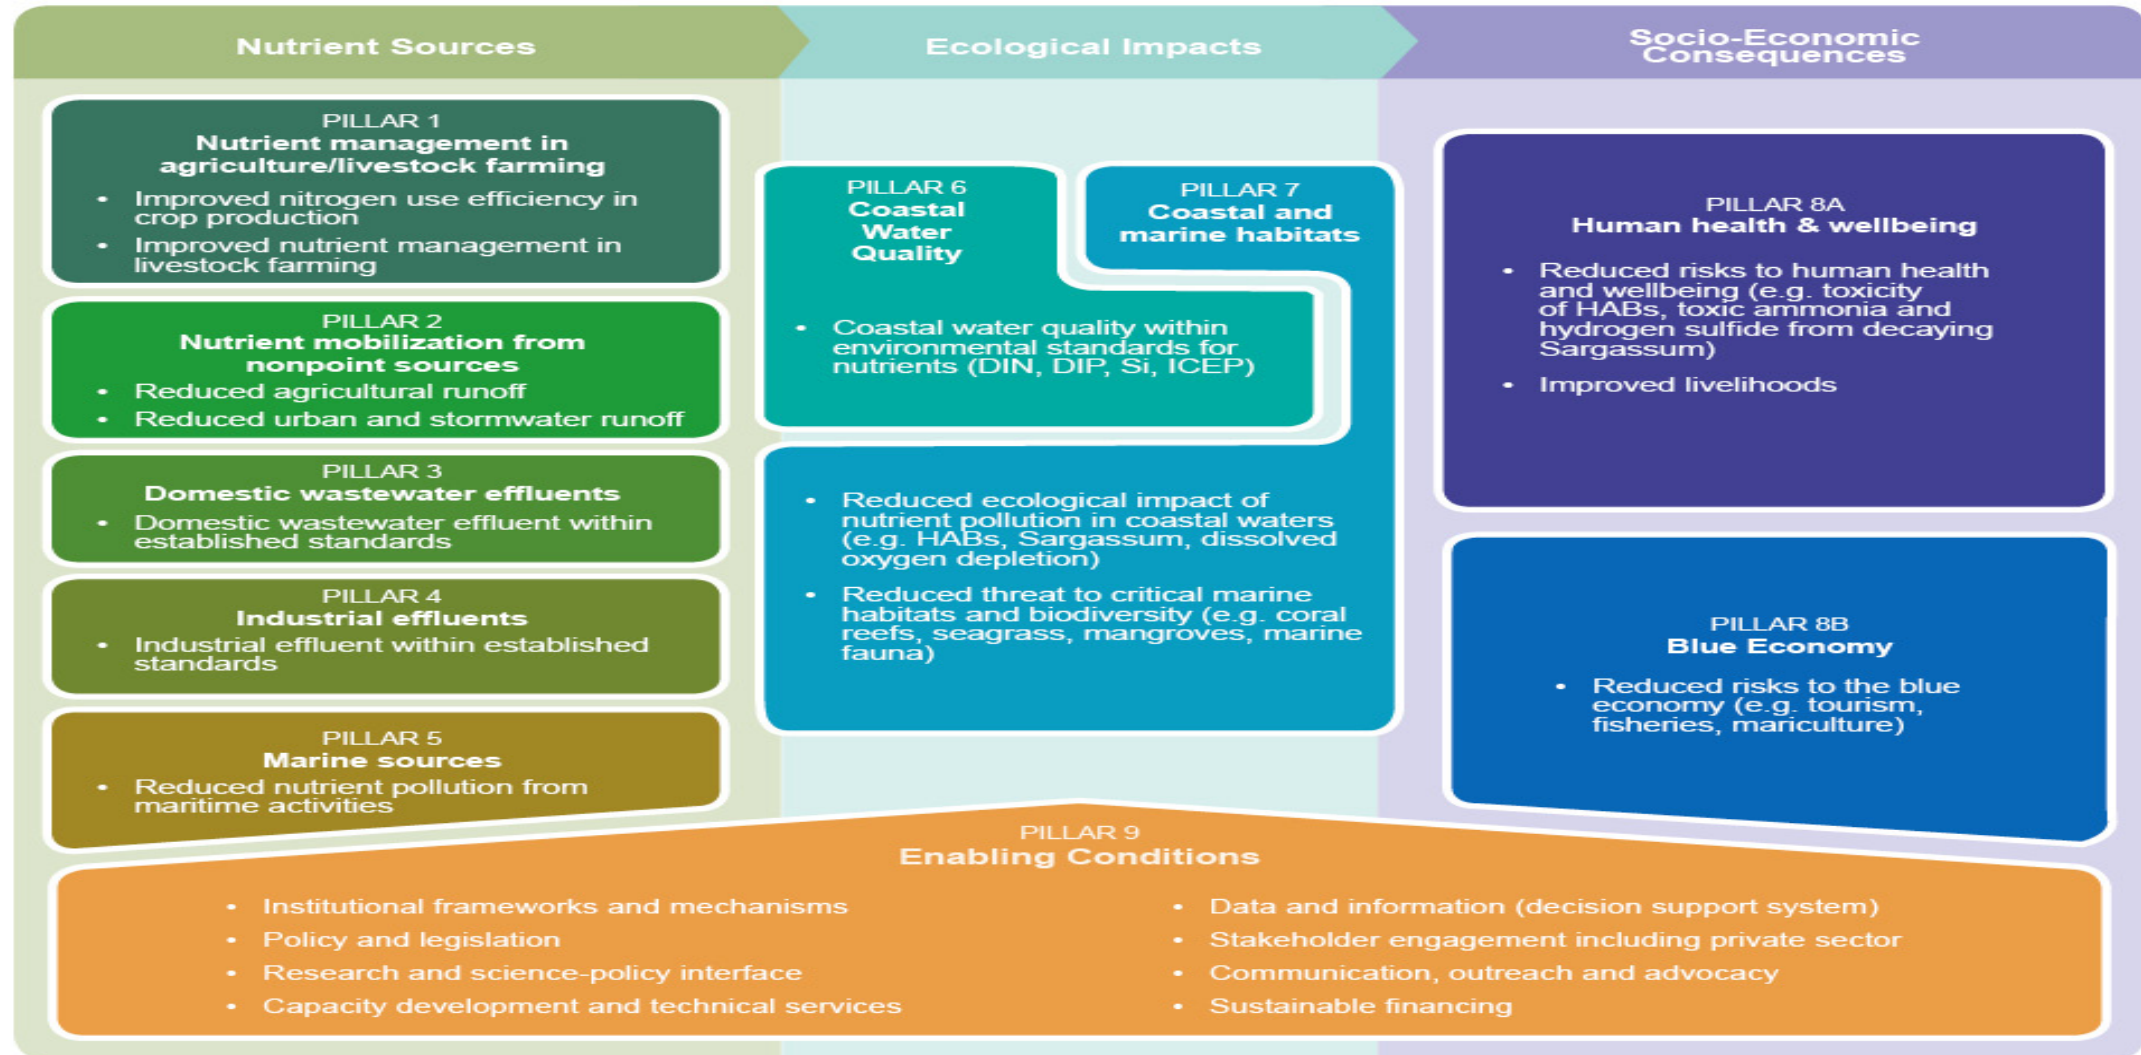 Nutrient Sources
Ecological Impacts
Socio-Economic
Consequences
PILLAR 1
Nutrient management in
agriculture/livestock farming
• Improved nitrogen use efficiency in
crop production
• Improved nutrient management in
livestock farming
PILLAR 2
Nutrient mobilization from
nonpoint sources
• Reduced agricultural runoff
• Reduced urban and stormwater runoff
PILLAR 3
Domestic wastewater effluents
• Domestic wastewater effluent within
established standards
PILLAR 4
Industrial effluents
• Industrial effluent within established
standards
PILLAR 5
Marine sources
• Reduced nutrient pollution from
maritime activities
PILLAR 6
Coastal
Water
Quality
• Coastal water quality within
environmental standards for
nutrients (DIN, DIP, Si, ICEP)
PILLAR 7
Coastal and
marine habitats
• Reduced ecological impact of
nutrient pollution in coastal waters
(e.g. HABs, Sargassum, dissolved
oxygen depletion)
• Reduced threat to critical marine
habitats and biodiversity (e.g. coral
reefs, seagrass, mangroves, marine
fauna)
PILLAR 8A
Human health & wellbeing
• Reduced risks to human health
and wellbeing (e.g. toxicity
of HABs, toxic ammonia and
hydrogen sulfide from decaying
Sargassum)
• Improved livelihoods
PILLAR 8B
Blue Economy
• Reduced risks to the blue
economy (e.g. tourism,
fisheries, mariculture)
PILLAR 9
Enabling Conditions
• Institutional frameworks and mechanisms
• Policy and legislation
• Research and science-policy interface
• Capacity development and technical services
• Data and information (decision support system)
• Stakeholder engagement including private sector
• Communication, outreach and advocacy
• Sustainable financing